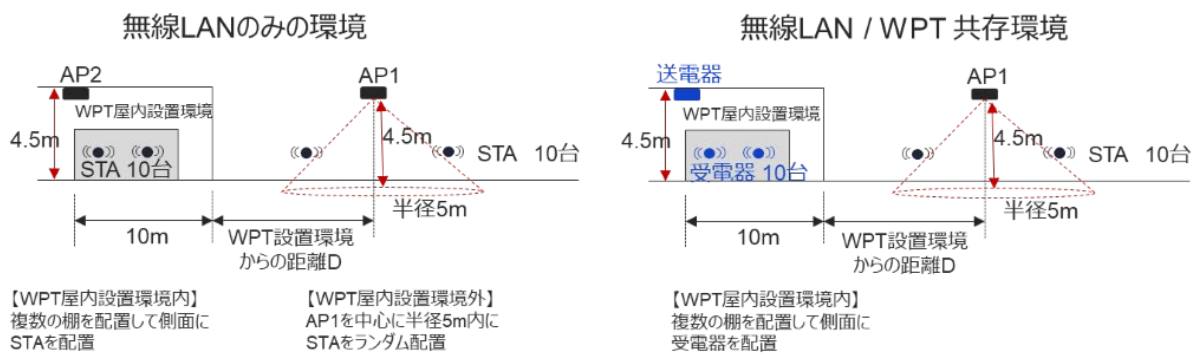 無線LANのみの環境
AP2
AP1
WPT屋内設置環境
4.5m
4.5m
STA 10台
STA 10台
半径5m
10m
WPT設置環境
からの距離D
【WPT屋内設置環境内】
複数の棚を配置して側面に
STAを配置
【WPT屋内設置環境外】
AP1を中心に半径5m内に
STAをランダム配置
無線LAN / WPT 共存環境
送電器
AP1
WPT屋内設置環境
4.5m
4.5m
受電器 10台
STA 10台
半径5m
10m
WPT設置環境
からの距離D
【WPT屋内設置環境内】
複数の棚を配置して側面に
受電器を配置